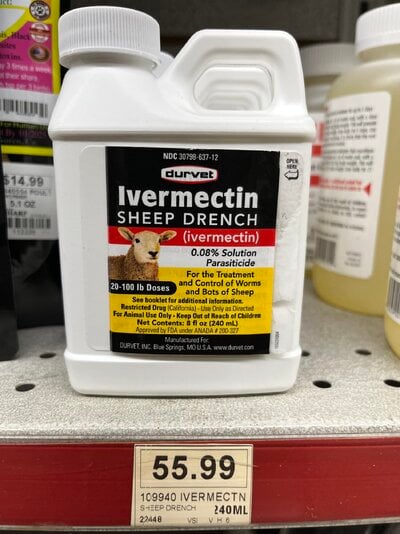 NDC 30798-637-12
durvet
OPEN HERE
Ivermectin
SHEEP DRENCH
(ivermectin)
0.08% Solution
Parasiticide
20-100 lb Doses
For the Treatment
and Control of Worms
and Bots of Sheep
See booklet for additional information.
Restricted Drug (California) - Use Only as Directed
For Animal Use Only - Keep Out of Reach of Children
Net Contents: 8 fl oz (240 mL)
Approved by FDA under ANADA # 200-327
Manufactured For:
DURVET, INC. Blue Springs, MO U.S.A. www.durvet.com
$14.99
5.1 OZ
55.99
109940 IVERMECTN
SHEEP DRENCH 240ML
22448 VSI V H 6